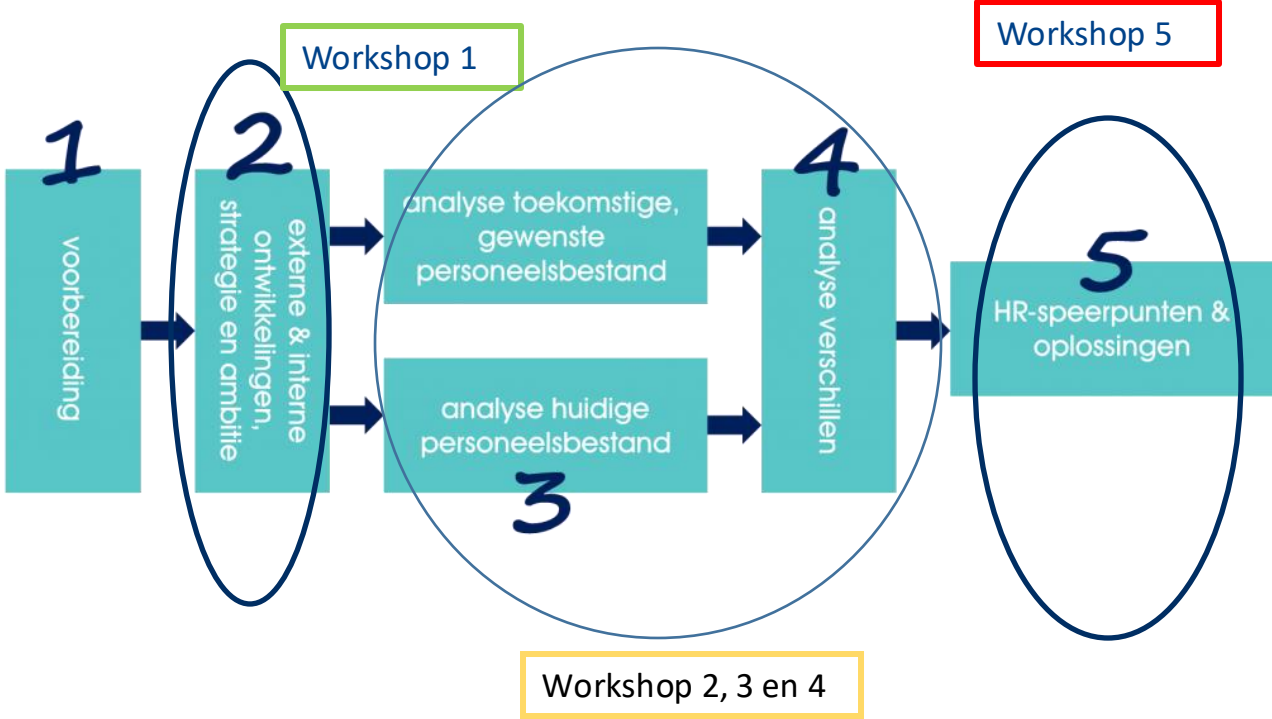 Workshop 1
Workshop 5
1
voorbereiding
2
externe & interne
ontwikkelingen,
strategie en ambitie
analyse toekomstige,
gewenste
personeelsbestand
analyse huidige
personeelsbestand
3
4
analyse verschillen
5
HR-speerpunten &
oplossingen
Workshop 2, 3 en 4